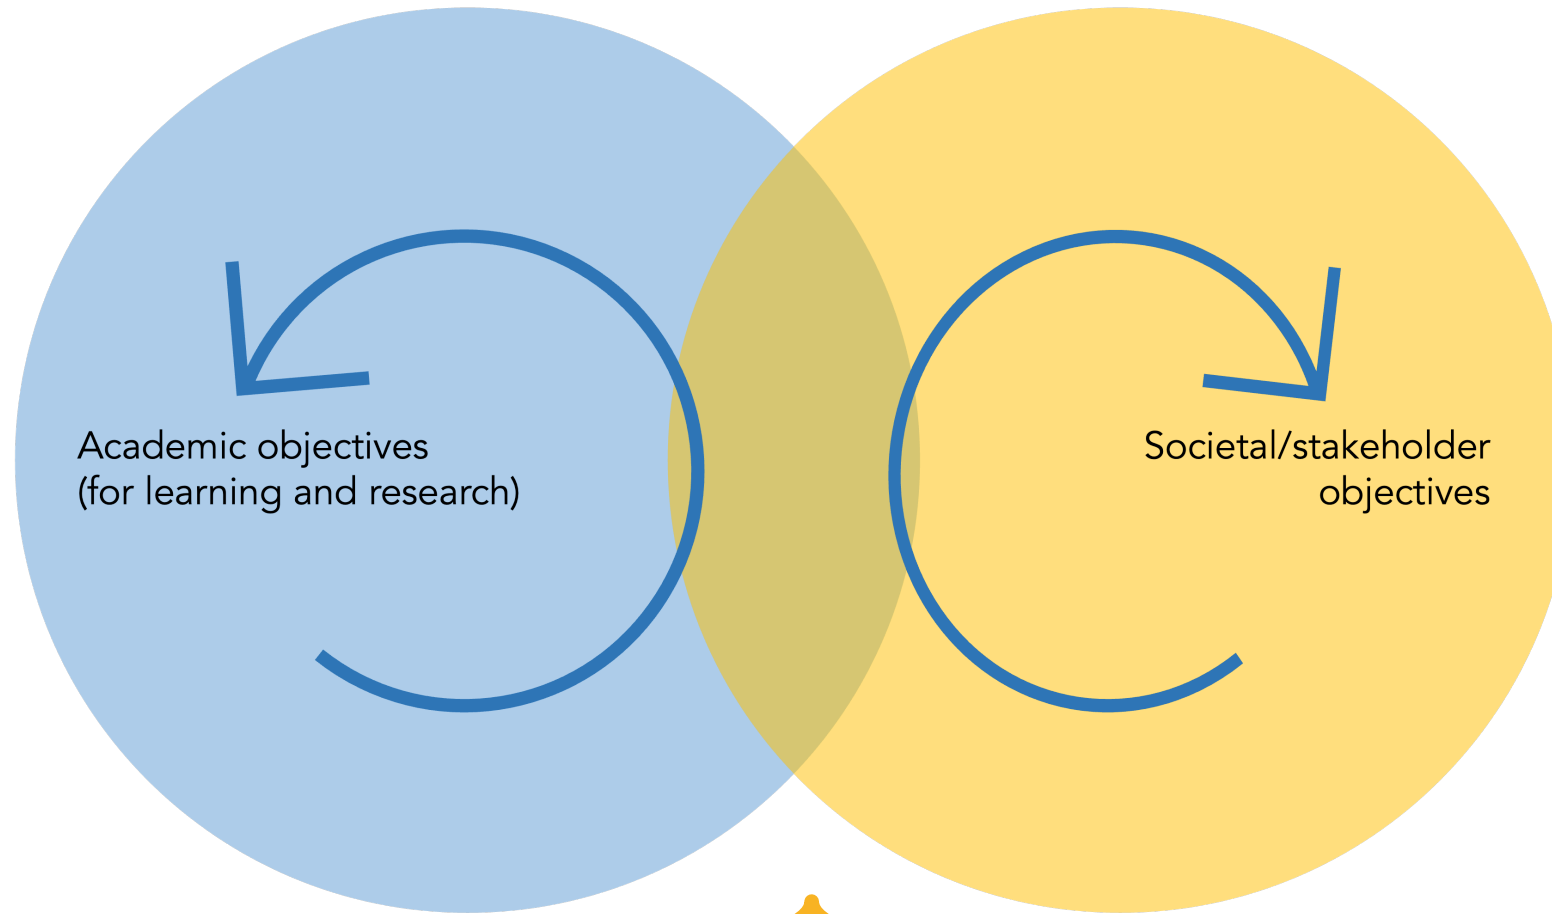 Academic objectives
(for learning and research)
Societal/stakeholder
objectives